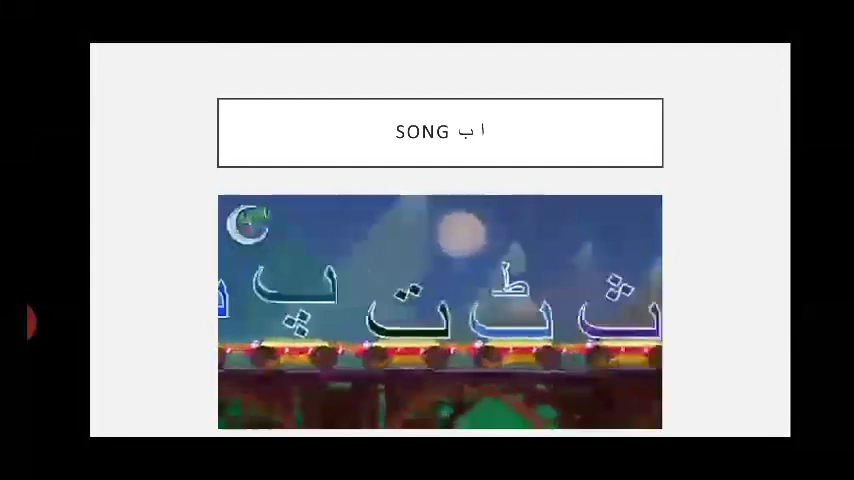 SONG ا ب
پ ت ٹ ث